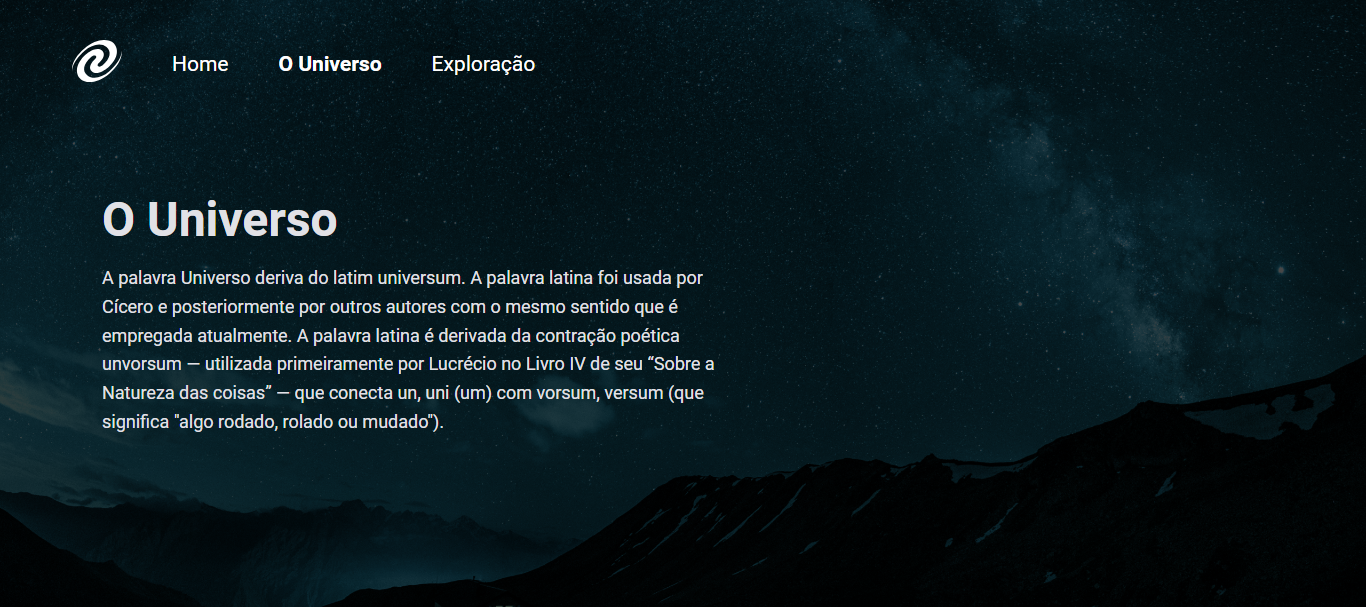 Home O Universo Exploração
O Universo
A palavra Universo deriva do latim universum. A palavra latina foi usada por
Cícero e posteriormente por outros autores com o mesmo sentido que é
empregada atualmente. A palavra latina é derivada da contração poética
unvorsum — utilizada primeiramente por Lucrécio no Livro IV de seu “Sobre a
Natureza das coisas” — que conecta un, uni (um) com vorsum, versum (que
significa "algo rodado, rolado ou mudado").